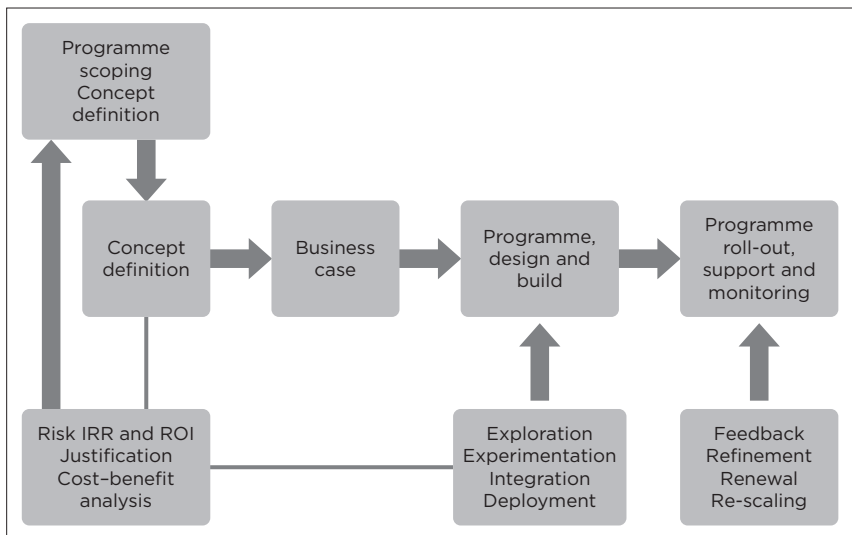 Programme
scoping
Concept
definition
Concept
definition
Business
case
Programme,
design and
build
Programme
roll-out,
support and
monitoring
Risk IRR and ROI
Justification
Cost–benefit
analysis
Exploration
Experimentation
Integration
Deployment
Feedback
Refinement
Renewal
Re-scaling